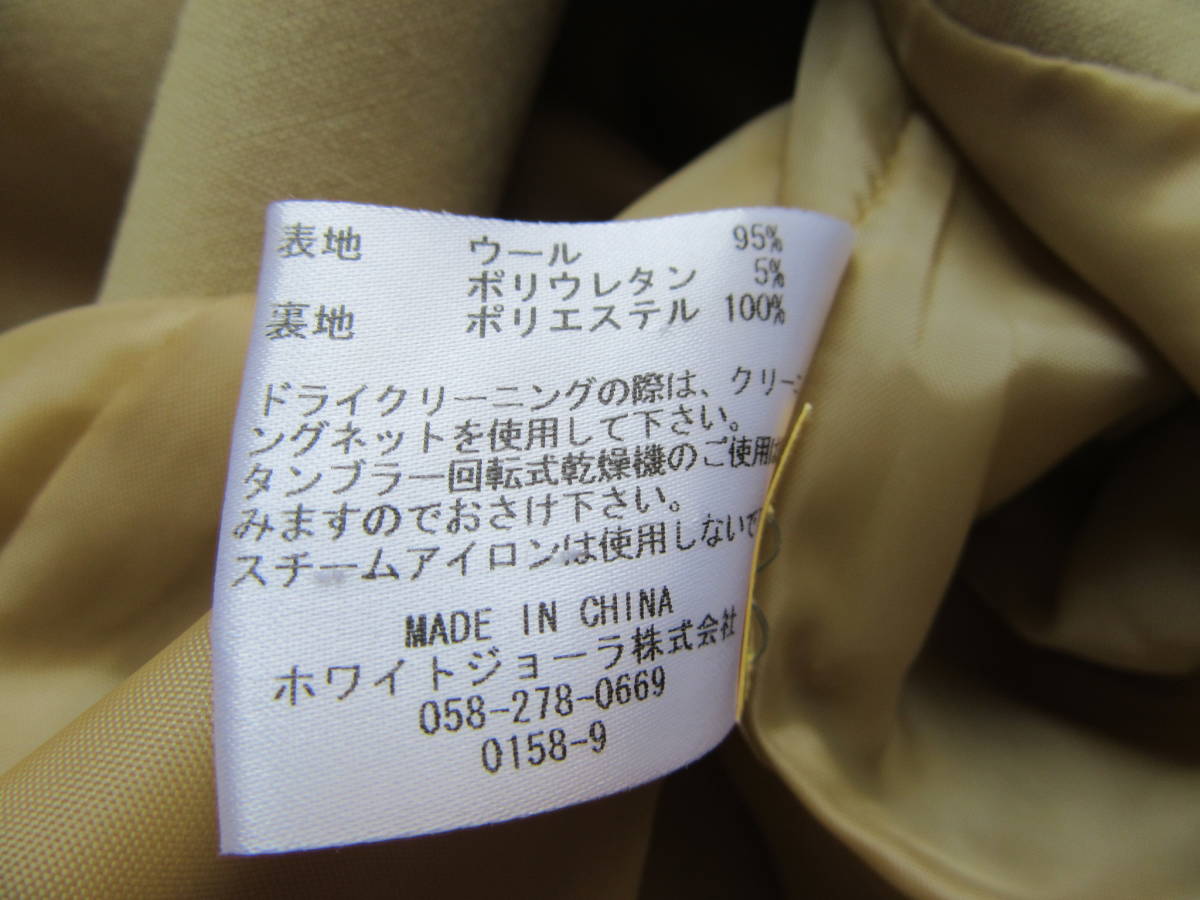 表地 ウール 95%
ポリウレタン 5%
裏地 ポリエステル 100%
ドライクリーニングの際は、クリー
ングネットを使用して下さい。
タンブラー回転式乾燥機のご使用は
みますのでおさけ下さい。
スチームアイロンは使用しないで
MADE IN CHINA
ホワイトジョーラ株式会社
058-278-0669
0158-9